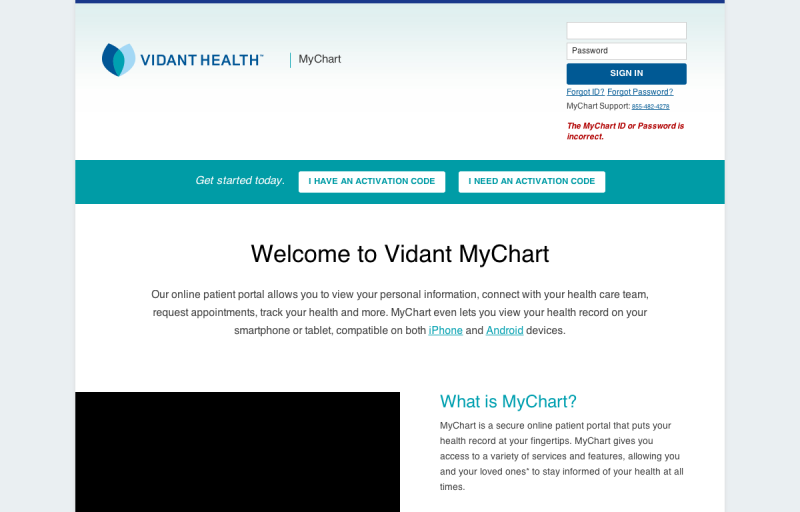 VIDANT HEALTH™
MyChart
Password
SIGN IN
Forgot ID? Forgot Password?
MyChart Support: 855-482-4278
The MyChart ID or Password is
incorrect.
Get started today.
I HAVE AN ACTIVATION CODE
I NEED AN ACTIVATION CODE
Welcome to Vidant MyChart
Our online patient portal allows you to view your personal information, connect with your health care team,
request appointments, track your health and more. MyChart even lets you view your health record on your
smartphone or tablet, compatible on both iPhone and Android devices.
What is MyChart?
MyChart is a secure online patient portal that puts your
health record at your fingertips. MyChart gives you
access to a variety of services and features, allowing you
and your loved ones* to stay informed of your health at all
times.